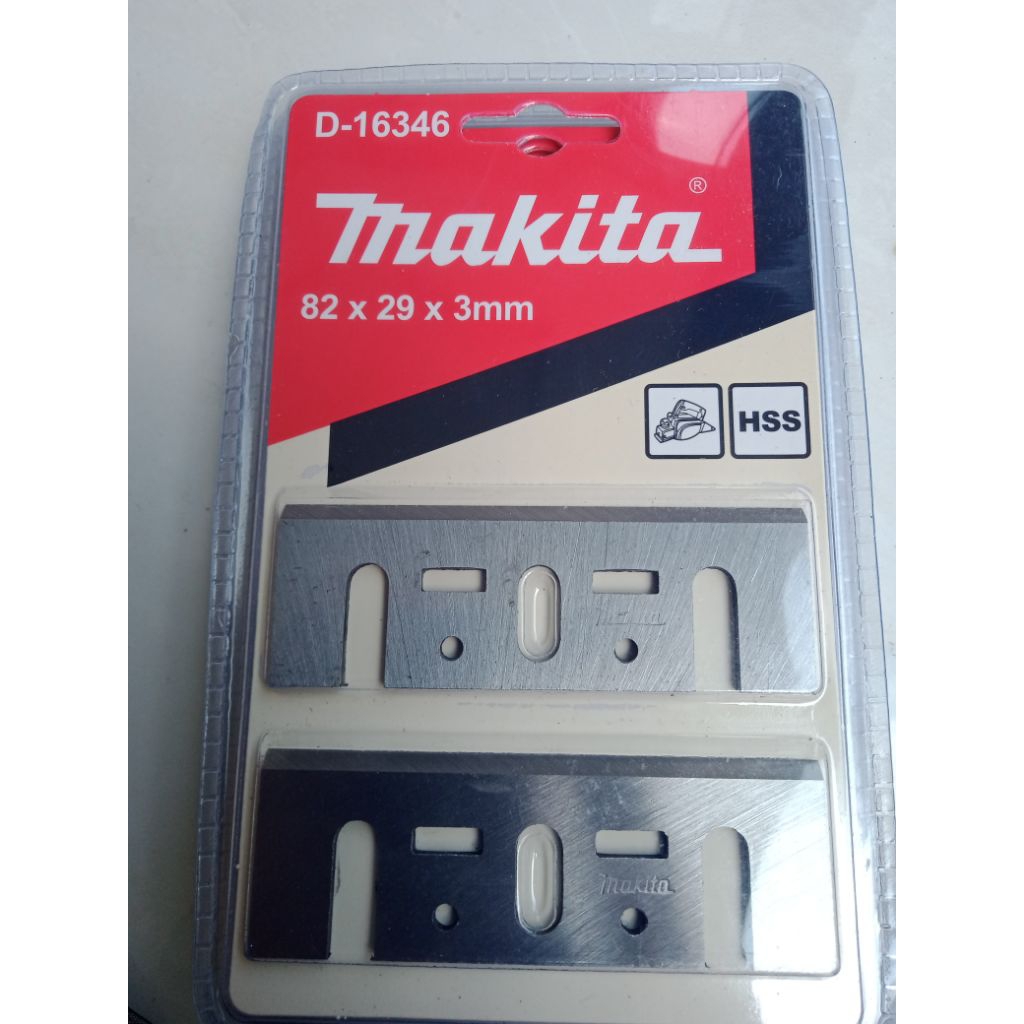 D-16346
makita®
82 x 29 x 3mm
HSS
makita
makita